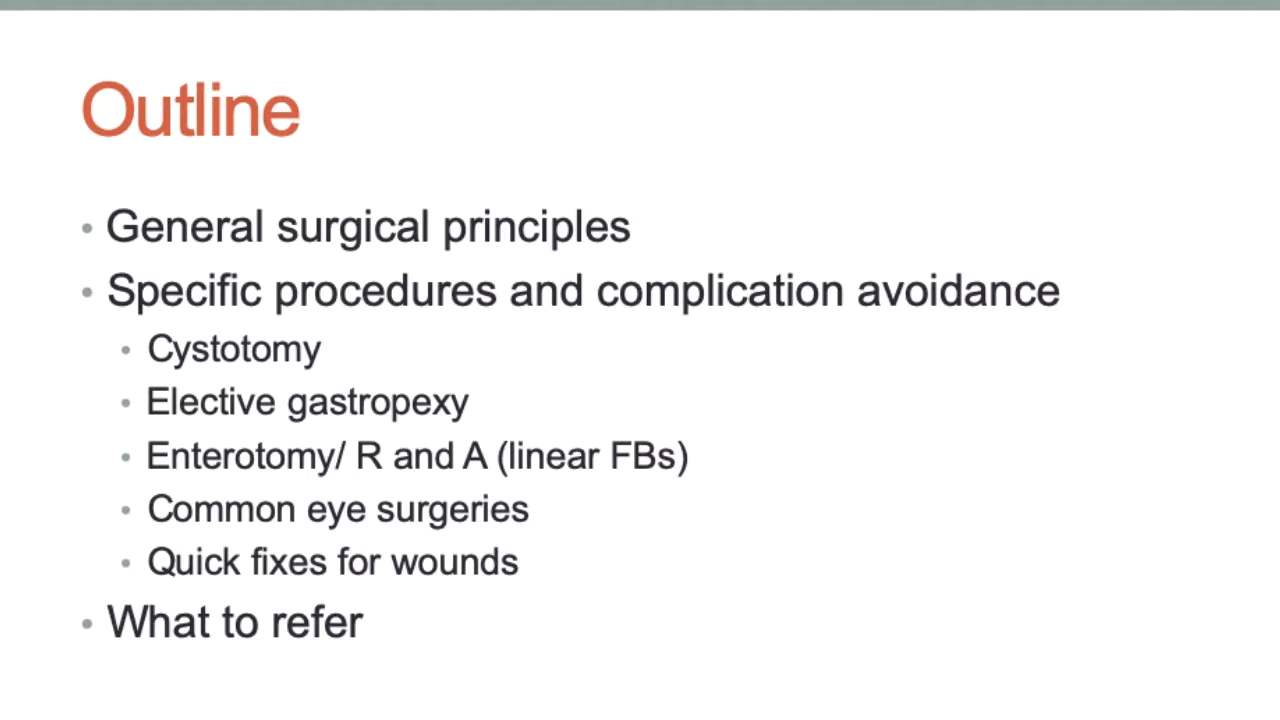 Outline
• General surgical principles
• Specific procedures and complication avoidance
• Cystotomy
• Elective gastropexy
• Enterotomy/ R and A (linear FBs)
• Common eye surgeries
• Quick fixes for wounds
• What to refer